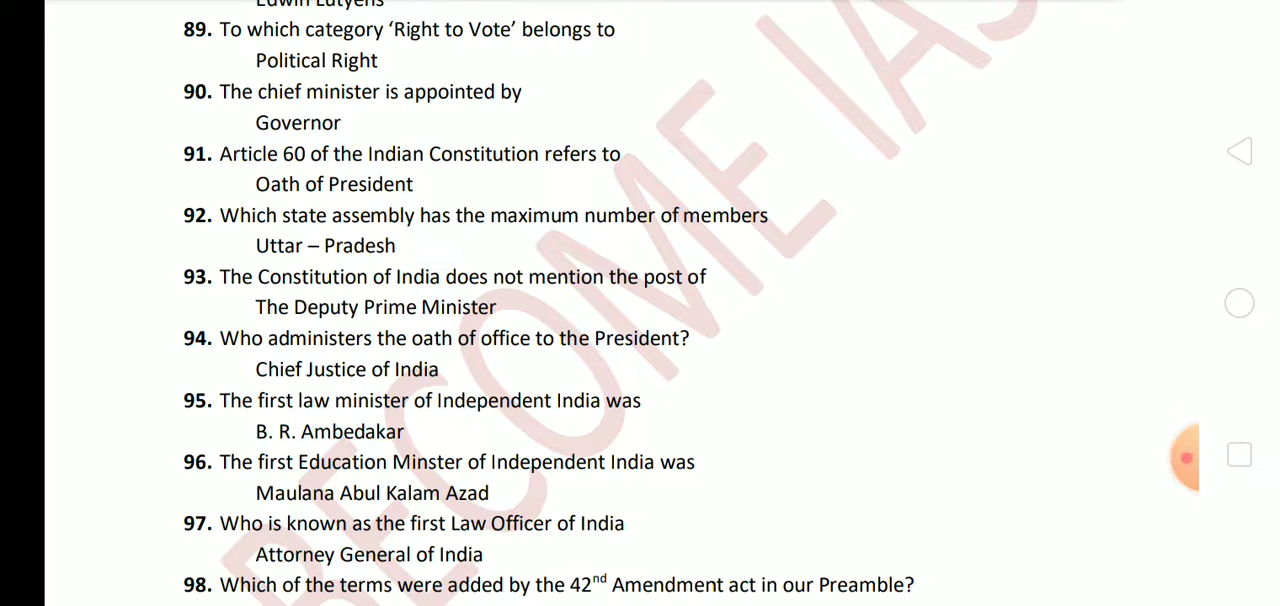 Edwin Lutyens
89. To which category ‘Right to Vote’ belongs to
Political Right
90. The chief minister is appointed by
Governor
91. Article 60 of the Indian Constitution refers to
Oath of President
92. Which state assembly has the maximum number of members
Uttar – Pradesh
93. The Constitution of India does not mention the post of
The Deputy Prime Minister
94. Who administers the oath of office to the President?
Chief Justice of India
95. The first law minister of Independent India was
B. R. Ambedakar
96. The first Education Minster of Independent India was
Maulana Abul Kalam Azad
97. Who is known as the first Law Officer of India
Attorney General of India
98. Which of the terms were added by the 42nd Amendment act in our Preamble?
BECOME IAS